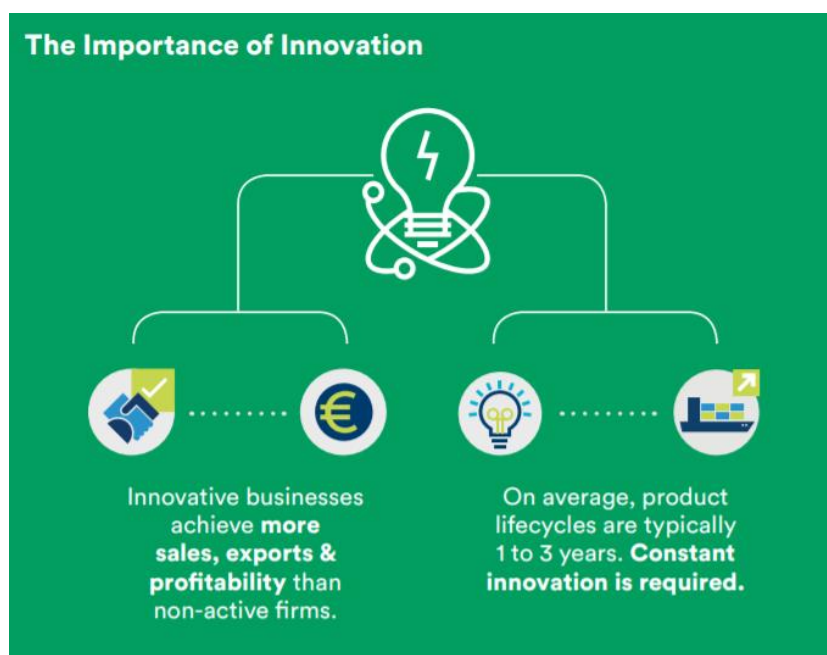 The Importance of Innovation
€
Innovative businesses
achieve more
sales, exports &
profitability than
non-active firms.
On average, product
lifecycles are typically
1 to 3 years. Constant
innovation is required.